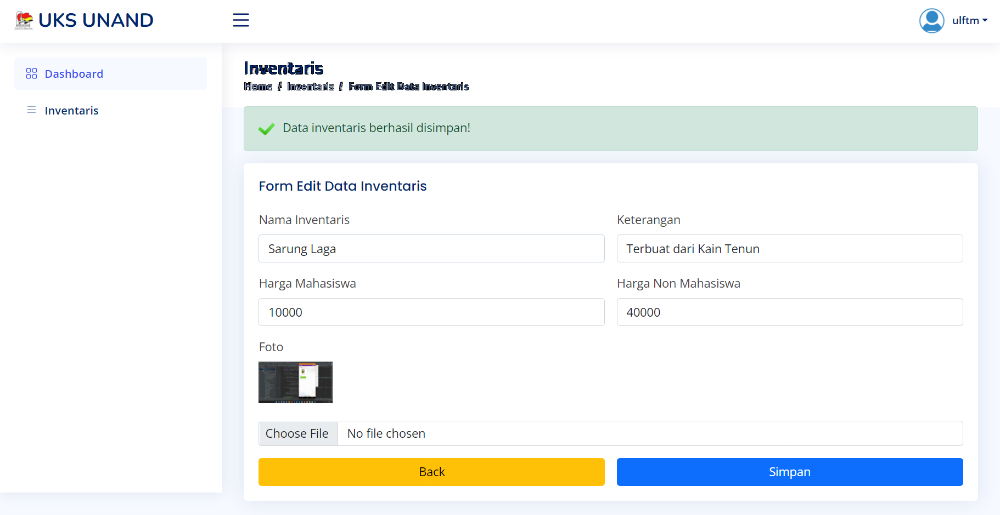 UKS UNAND
ulftm
Dashboard
Inventaris
Inventaris
Home / Inventaris / Form Edit Data Inventaris
Data inventaris berhasil disimpan!
Form Edit Data Inventaris
Nama Inventaris
Keterangan
Sarung Laga
Terbuat dari Kain Tenun
Harga Mahasiswa
Harga Non Mahasiswa
10000
40000
Foto
Choose File No file chosen
Back
Simpan